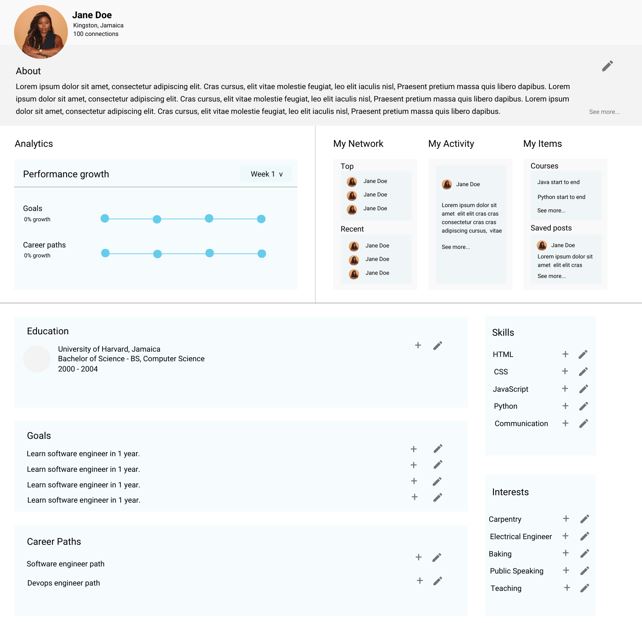 Jane Doe
Kingston, Jamaica
100 connections
About
Lorem ipsum dolor sit amet, consectetur adipiscing elit. Cras cursus, elit vitae molestie feugiat, leo elit iaculis nisl, Praesent pretium massa quis libero dapibus. Lorem
ipsum dolor sit amet, consectetur adipiscing elit. Cras cursus, elit vitae molestie feugiat, leo elit iaculis nisl, Praesent pretium massa quis libero dapibus. Lorem ipsum
dolor sit amet, consectetur adipiscing elit. Cras cursus, elit vitae molestie feugiat, leo elit iaculis nisl, Praesent pretium massa quis libero dapibus.
See more...
Analytics
Performance growth
Week 1 ∨
Goals
0% growth
Career paths
0% growth
My Network
Top
Jane Doe
Jane Doe
Jane Doe
Recent
Jane Doe
Jane Doe
Jane Doe
My Activity
Jane Doe
Lorem ipsum dolor sit
amet elit elit cras cras
consectetur cras cras
adipiscing cursus, vitae
See more...
My Items
Courses
Java start to end
Python start to end
See more...
Saved posts
Jane Doe
Lorem ipsum dolor sit
amet elit elit cras
See more...
Education
University of Harvard, Jamaica
Bachelor of Science - BS, Computer Science
2000 - 2004
Goals
Learn software engineer in 1 year.
Learn software engineer in 1 year.
Learn software engineer in 1 year.
Learn software engineer in 1 year.
Career Paths
Software engineer path
Devops engineer path
Skills
HTML
CSS
JavaScript
Python
Communication
Interests
Carpentry
Electrical Engineer
Baking
Public Speaking
Teaching